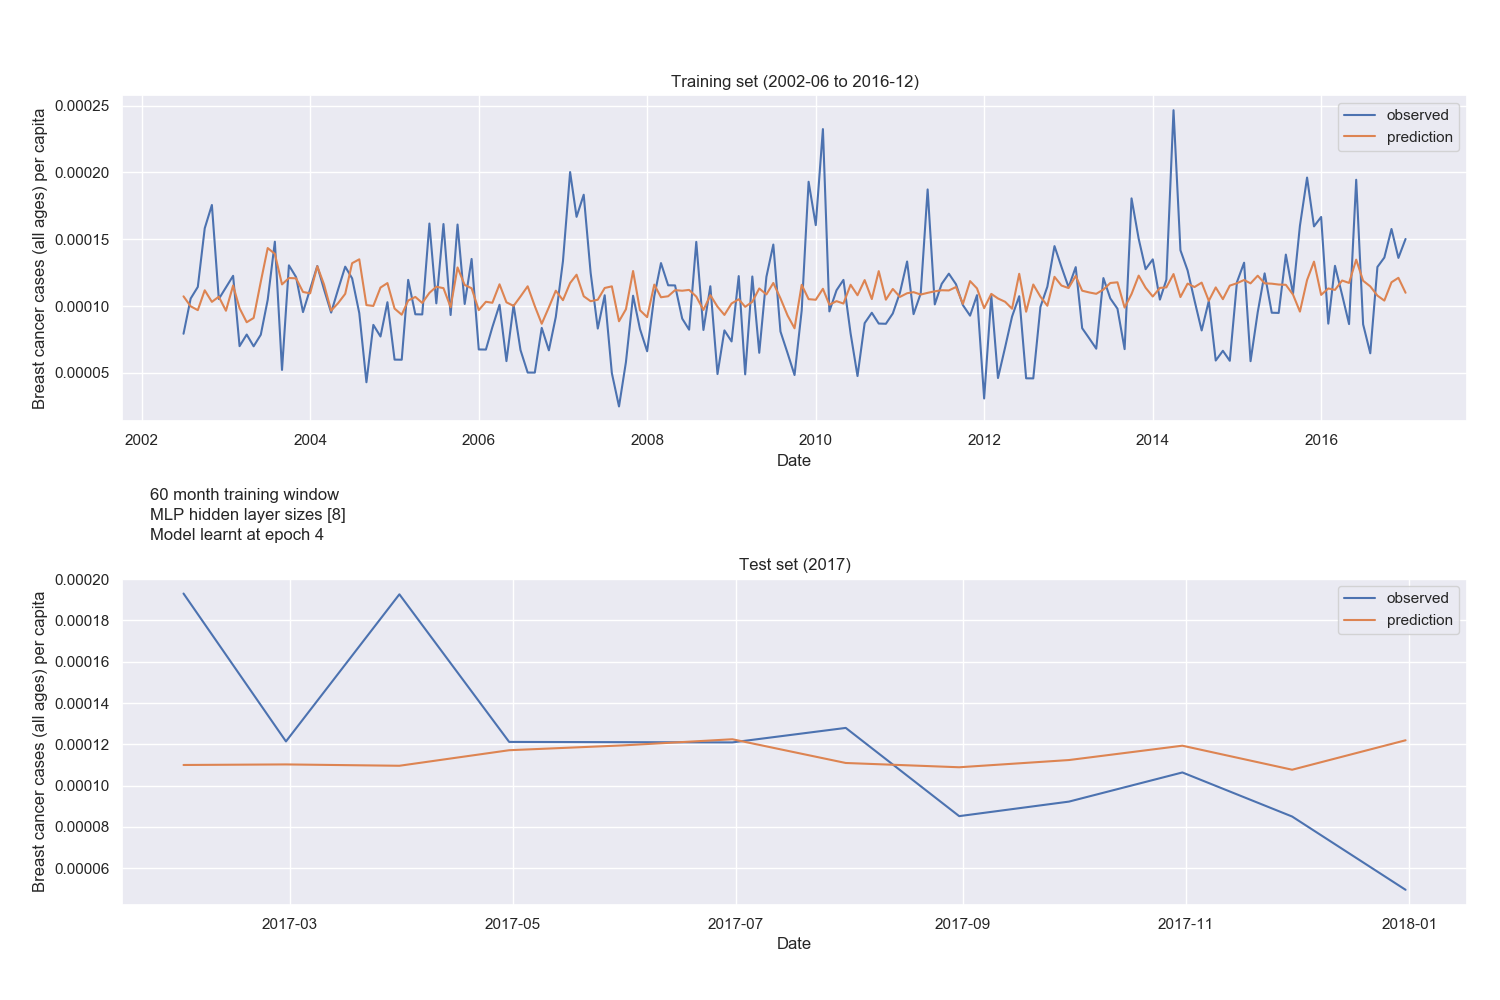 Training set (2002-06 to 2016-12)
Breast cancer cases (all ages) per capita
0.00025
0.00020
0.00015
0.00010
0.00005
observed
prediction
2002 2004 2006 2008 2010 2012 2014 2016
Date
60 month training window
MLP hidden layer sizes [8]
Model learnt at epoch 4
Test set (2017)
Breast cancer cases (all ages) per capita
0.00020
0.00018
0.00016
0.00014
0.00012
0.00010
0.00008
0.00006
observed
prediction
2017-03 2017-05 2017-07 2017-09 2017-11 2018-01
Date